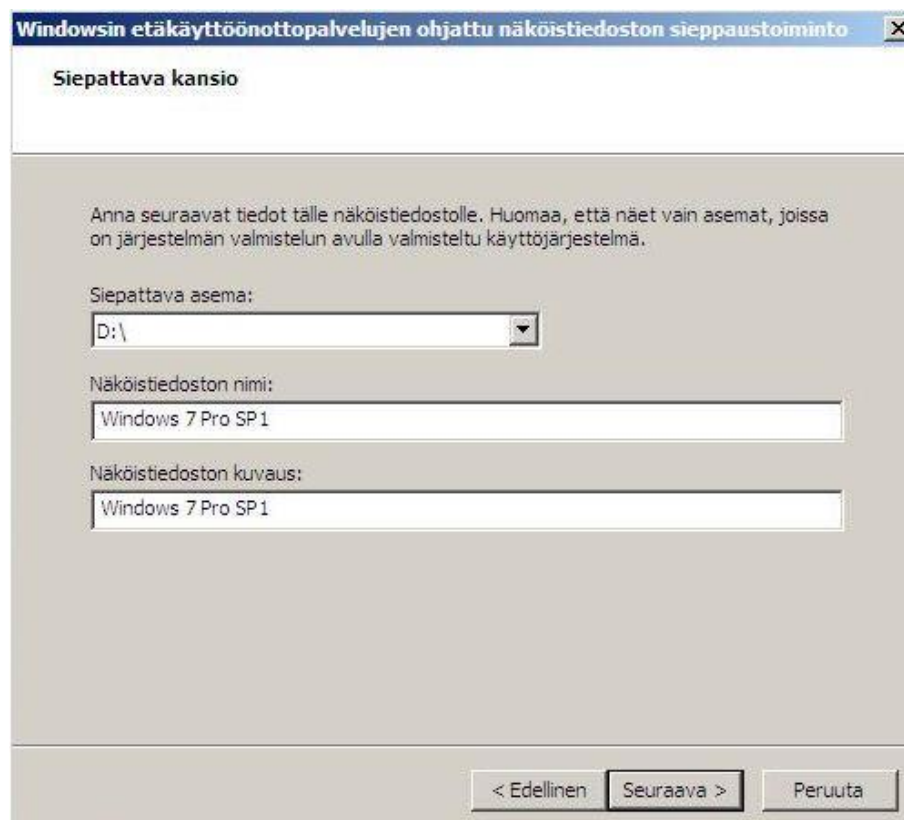 Windowsin etäkäyttöönottopalvelujen ohjattu näköistiedoston sieppaustoiminto
Siepattava kansio
Anna seuraavat tiedot tälle näköistiedostolle. Huomaa, että näet vain asemat, joissa
on järjestelmän valmistelun avulla valmisteltu käyttöjärjestelmä.
Siepattava asema:
D:\
Näköistiedoston nimi:
Windows 7 Pro SP1
Näköistiedoston kuvaus:
Windows 7 Pro SP1
< Edellinen Seuraava > Peruuta